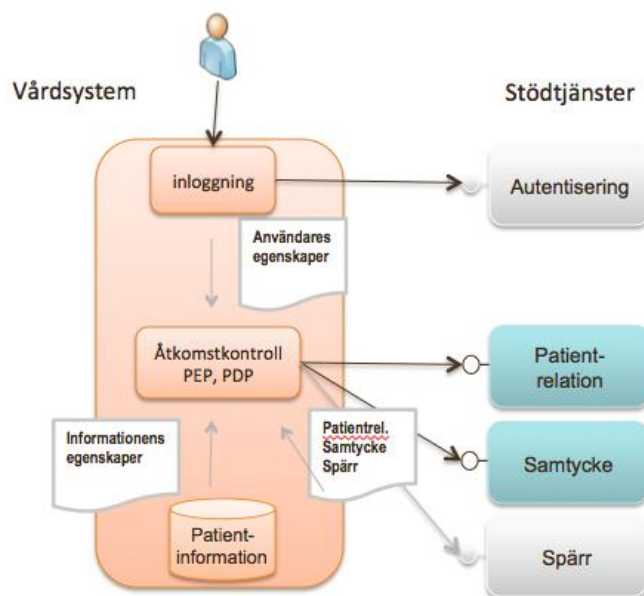 Vårdsystem
Stödtjänster
inloggning
Autentisering
Användares
egenskaper
Åtkomstkontroll
PEP, PDP
Patient-
relation
Informationens
egenskaper
Patientrel.
Samtycke
Spärr
Samtycke
Patient-
information
Spärr